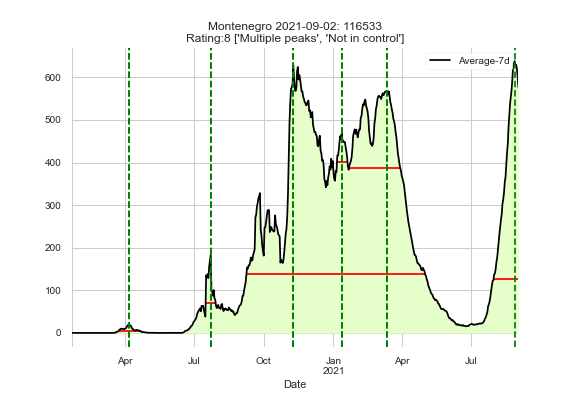 Montenegro 2021-09-02: 116533
Rating:8 ['Multiple peaks', 'Not in control']
Average-7d
600
500
400
300
200
100
0
Apr
Jul
Oct
Jan
2021
Apr
Jul
Date